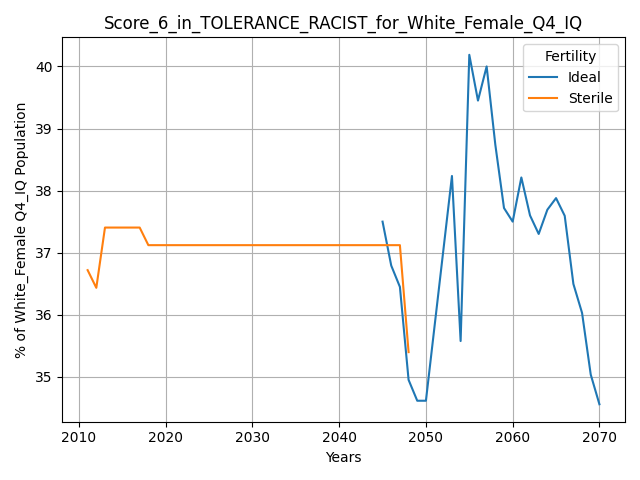 Score_6_in_TOLERANCE_RACIST_for_White_Female_Q4_IQ
Fertility
Ideal
Sterile
% of White_Female Q4_IQ Population
40
39
38
37
36
35
2010 2020 2030 2040 2050 2060 2070
Years